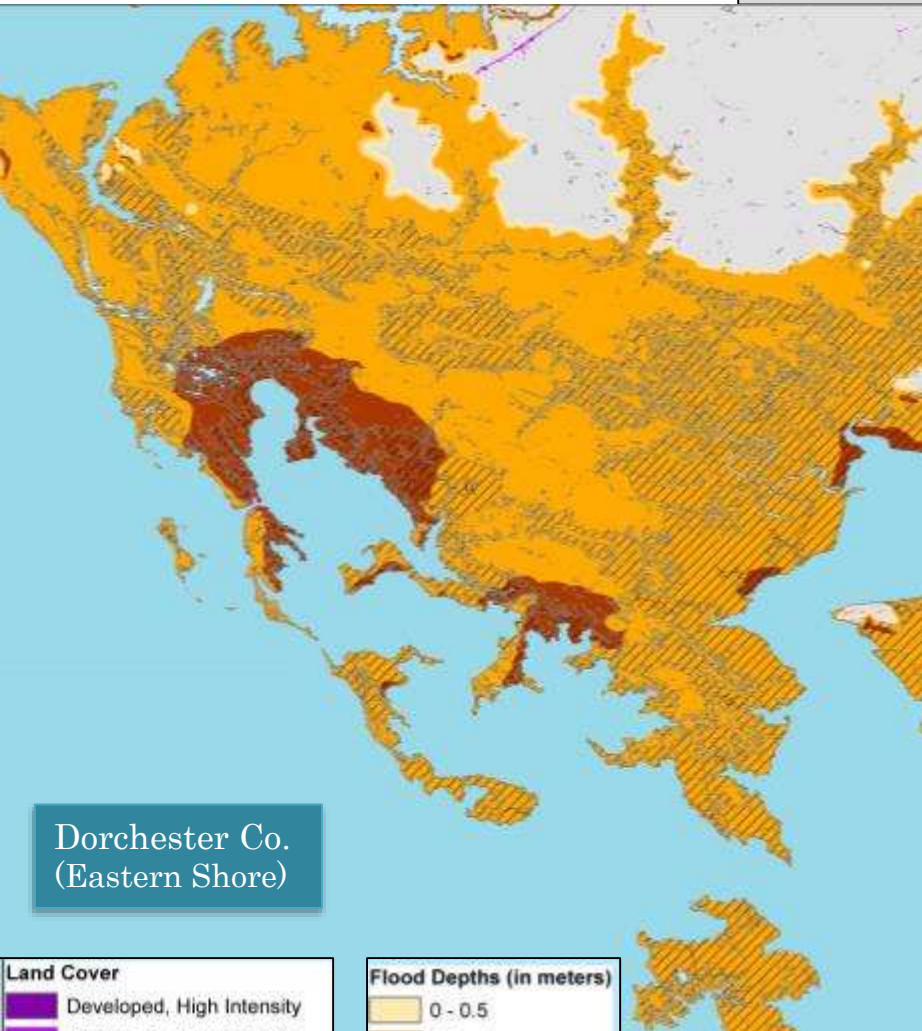 Dorchester Co.
(Eastern Shore)
Land Cover
Developed, High Intensity
Flood Depths (in meters)
0 - 0.5